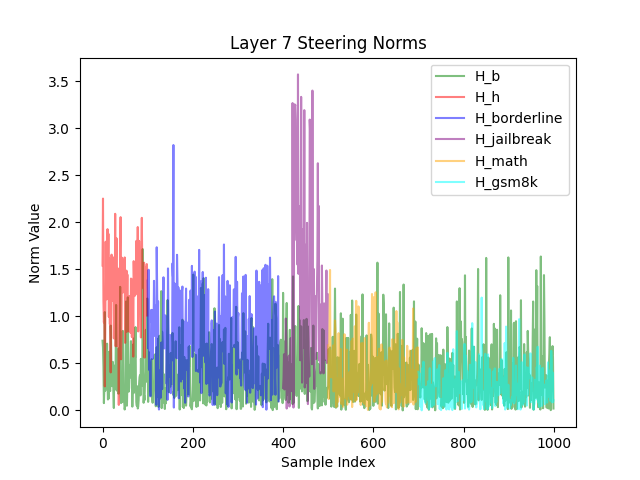 Layer 7 Steering Norms
Norm Value
3.5
3.0
2.5
2.0
1.5
1.0
0.5
0.0
H_b
H_h
H_borderline
H_jailbreak
H_math
H_gsm8k
0
200
400
600
800
1000
Sample Index